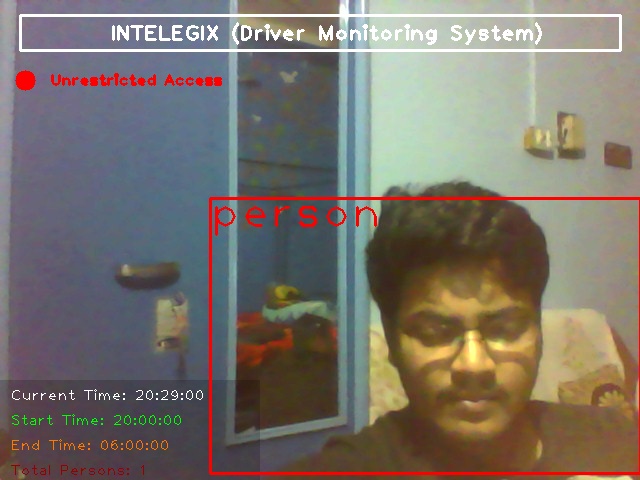 INTELEGIX (Driver Monitoring System)
Unrestricted Access
person
Current Time: 20:29:00
Start Time: 20:00:00
End Time: 06:00:00
Total Persons: 1